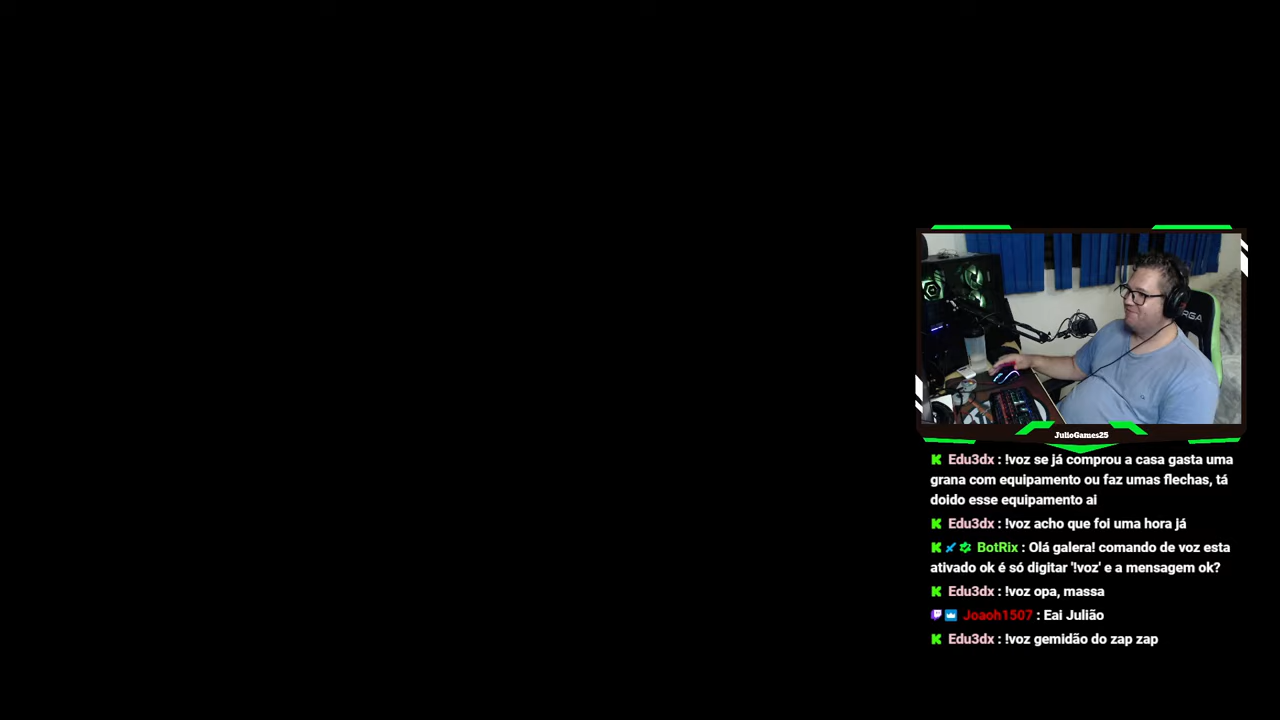 RGA
JulioGames25
Edu3dx : !voz se já comprou a casa gasta uma
grana com equipamento ou faz umas flechas, tá
doido esse equipamento ai
Edu3dx : !voz acho que foi uma hora já
BotRix : Olá galera! comando de voz esta
ativado ok é só digitar '!voz' e a mensagem ok?
Edu3dx : !voz opa, massa
Joaoh1507 : Eai Julião
Edu3dx : !voz gemidão do zap zap